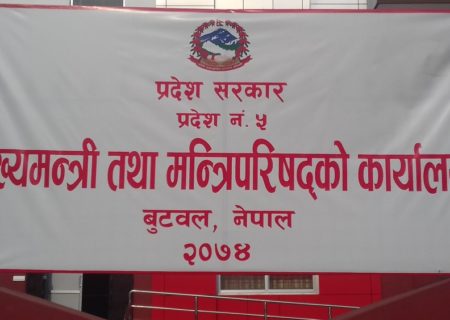 प्रदेश सरकार
प्रदेश नं. ५
ख्यमन्त्री तथा मन्त्रिपरिषद्को कार्याल
बुटवल, नेपाल
२०७४